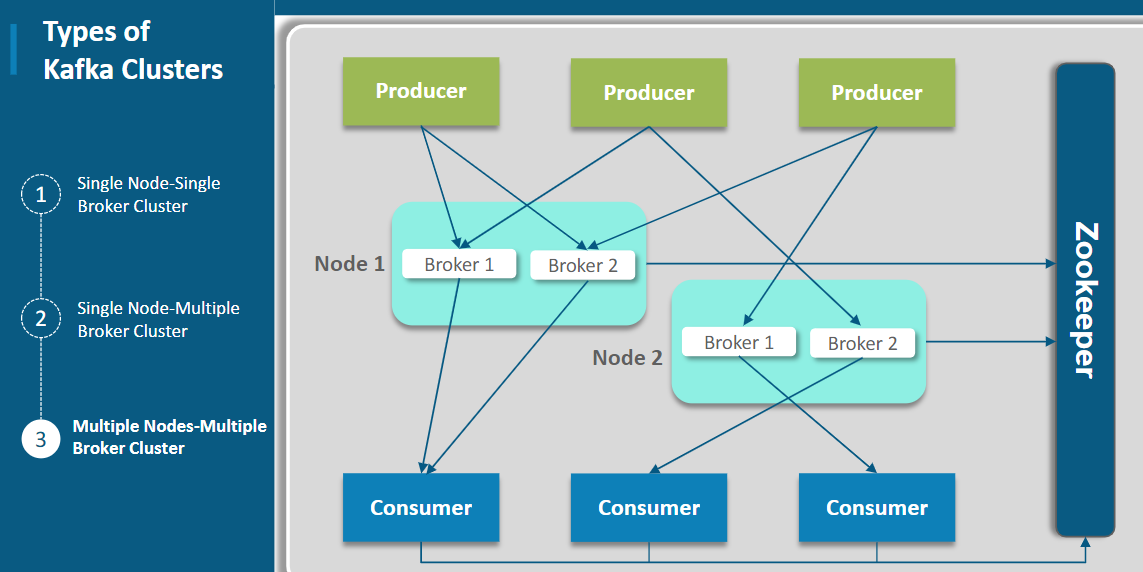 Types of
Kafka Clusters
1
Single Node-Single
Broker Cluster
2
Single Node-Multiple
Broker Cluster
3
Multiple Nodes-Multiple
Broker Cluster
Producer
Producer
Producer
Node 1
Broker 1
Broker 2
Node 2
Broker 1
Broker 2
Zookeeper
Consumer
Consumer
Consumer